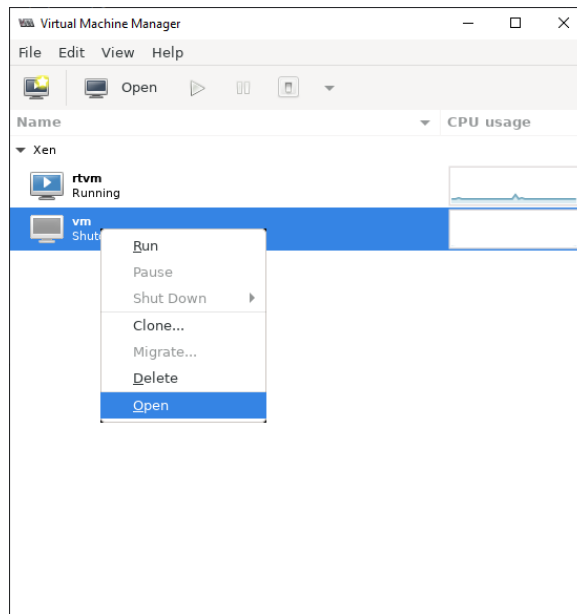 Virtual Machine Manager
File Edit View Help
Open
Name CPU usage
Xen
rtvm
Running
vm
Run
Pause
Shut Down
Clone...
Migrate...
Delete
Open